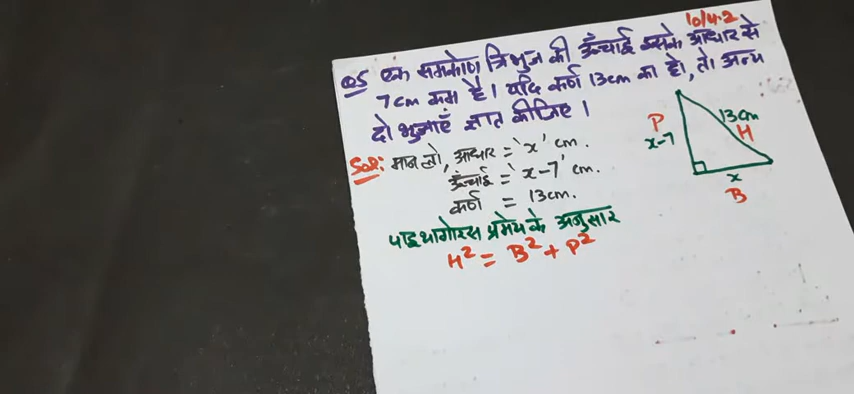 10/4.2
Q5 एक समकोण त्रिभुज की ऊँचाई इसके आधार से
7cm कम है। यदि कर्ण 13cm का है, तो अन्य
दो भुजाएँ ज्ञात कीजिए।
Sol: मान लो, आधार = 'x' cm.
ऊँचाई = 'x-7' cm.
कर्ण = 13cm.
पाइथागोरस प्रमेय के अनुसार
H² = B² + P²
P
x-7
13cm
H
x
B